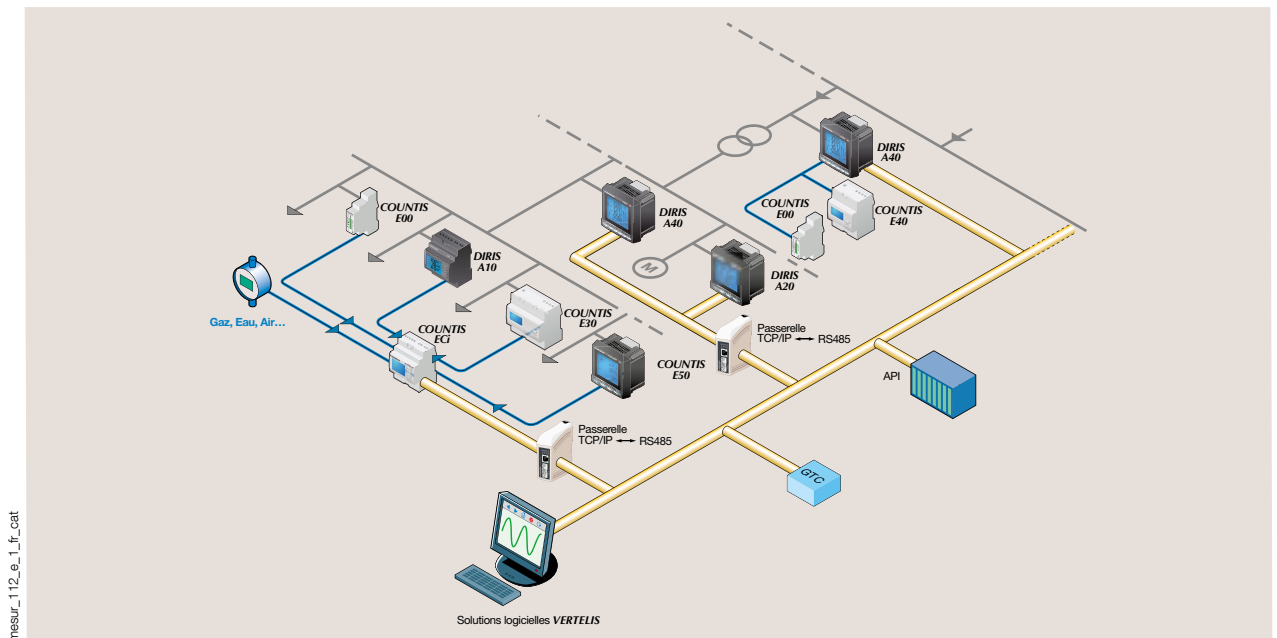 DIRIS
A40
COUNTIS
E00
COUNTIS
E40
COUNTIS
E00
DIRIS
A40
DIRIS
A10
M
DIRIS
A20
Gaz, Eau, Air...
COUNTIS
ECi
COUNTIS
E30
Passerelle
TCP/IP ↔ RS485
COUNTIS
E50
API
Passerelle
TCP/IP ↔ RS485
GTC
Solutions logicielles VERTELIS
mesur_112_e_1_fr_cat